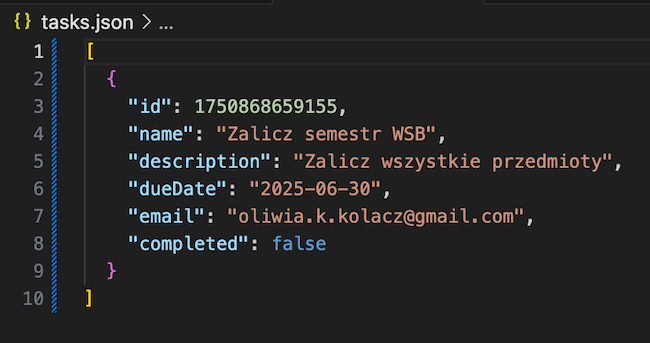 {} tasks.json > ...
1 [
2 {
3 "id": 1750868659155,
4 "name": "Zalicz semestr WSB",
5 "description": "Zalicz wszystkie przedmioty",
6 "dueDate": "2025-06-30",
7 "email": "oliwia.k.kolacz@gmail.com",
8 "completed": false
9 }
10 ]